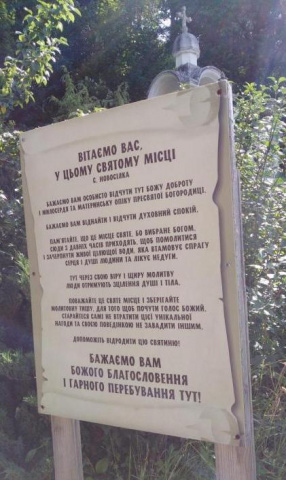 ВІТАЄМО ВАС,
У ЦЬОМУ СВЯТОМУ МІСЦІ
С. НОВОСІЛКА
БАЖАЄМО ВАМ ОСОБИСТО ВІДЧУТИ ТУТ БОЖУ ДОБРОТУ
І МИЛОСЕРДЯ ТА МАТЕРИНСЬКУ ОПІКУ ПРЕСВЯТОЇ БОГОРОДИЦІ.
БАЖАЄМО ВАМ ВІДНАЙТИ І ВІДЧУТИ ДУХОВНИЙ СПОКІЙ.
ПАМ'ЯТАЙТЕ, ЩО ЦЕ МІСЦЕ СВЯТЕ, БО ВИБРАНЕ БОГОМ.
СЮДИ З ДАВНІХ ЧАСІВ ПРИХОДЯТЬ, ЩОБ ПОМОЛИТИСЯ
І ЗАЧЕРПНУТИ ЖИВОЇ ЦІЛЮЩОЇ ВОДИ, ЯКА ВТАМОВУЄ СПРАГУ
СЕРЦЯ І ДУШІ ЛЮДИНИ ТА ЛІКУЄ НЕДУГИ.
ТУТ ЧЕРЕЗ СВОЮ ВІРУ І ЩИРУ МОЛИТВУ
ЛЮДИ ОТРИМУЮТЬ ЗЦІЛЕННЯ ДУШІ І ТІЛА.
ПОВАЖАЙТЕ ЦЕ СВЯТЕ МІСЦЕ І ЗБЕРІГАЙТЕ
МОЛИТОВНУ ТИШУ, ДЛЯ ТОГО ЩОБ ПОЧУТИ ГОЛОС БОЖИЙ.
СТАРАЙТЕСЯ САМІ НЕ ВТРАТИТИ ЦІЄЇ УНІКАЛЬНОЇ
НАГОДИ ТА СВОЄЮ ПОВЕДІНКОЮ НЕ ЗАВАДИТИ ІНШИМ.
ДОПОМОЖІТЬ ВІДРОДИТИ ЦЮ СВЯТИНЮ!
БАЖАЄМО ВАМ
БОЖОГО БЛАГОСЛОВЕННЯ
І ГАРНОГО ПЕРЕБУВАННЯ ТУТ!